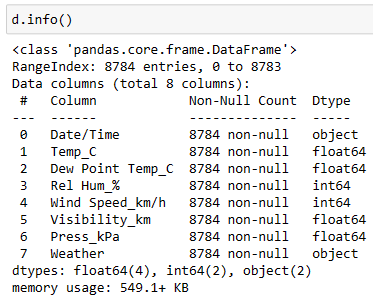 d.info()
<class 'pandas.core.frame.DataFrame'>
RangeIndex: 8784 entries, 0 to 8783
Data columns (total 8 columns):
 #   Column            Non-Null Count  Dtype
---  ------            --------------  -----
 0   Date/Time         8784 non-null   object
 1   Temp_C            8784 non-null   float64
 2   Dew Point Temp_C  8784 non-null   float64
 3   Rel Hum_%         8784 non-null   int64
 4   Wind Speed_km/h   8784 non-null   int64
 5   Visibility_km     8784 non-null   float64
 6   Press_kPa         8784 non-null   float64
 7   Weather           8784 non-null   object
dtypes: float64(4), int64(2), object(2)
memory usage: 549.1+ KB